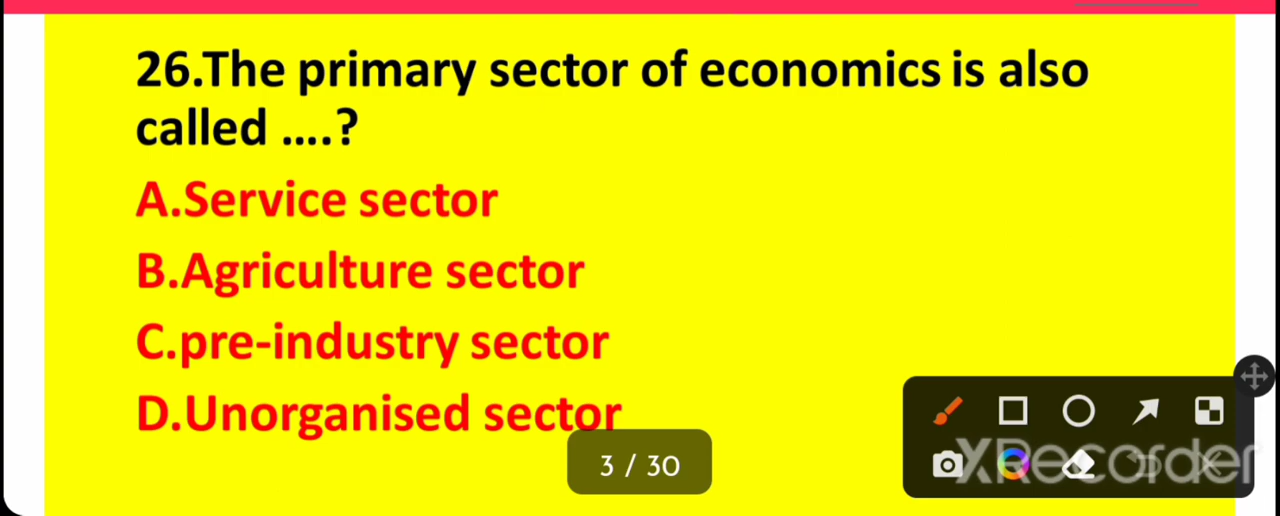 26.The primary sector of economics is also
called ....?
A.Service sector
B.Agriculture sector
C.pre-industry sector
D.Unorganised sector
3 / 30
XRecorder